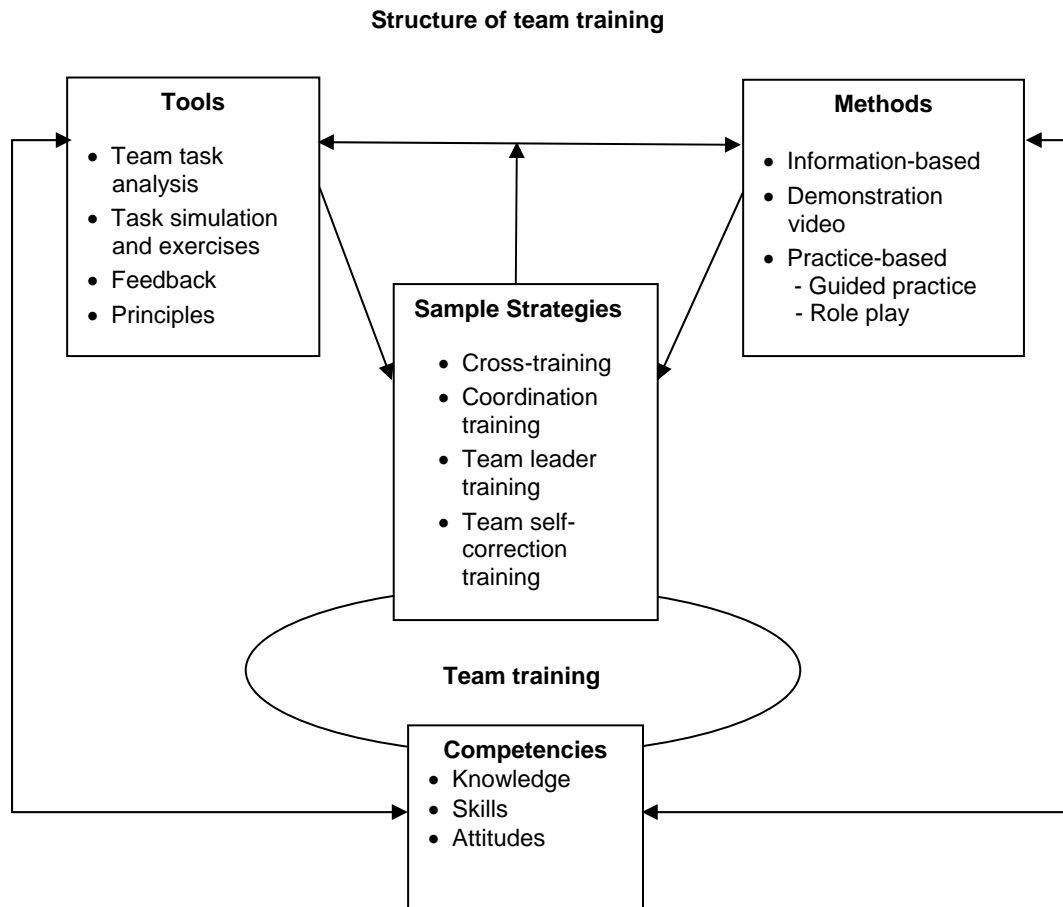 Structure of team training
Tools
• Team task
analysis
• Task simulation
and exercises
• Feedback
• Principles
Methods
• Information-based
• Demonstration
video
• Practice-based
- Guided practice
- Role play
Sample Strategies
• Cross-training
• Coordination
training
• Team leader
training
• Team self-
correction
training
Team training
Competencies
• Knowledge
• Skills
• Attitudes